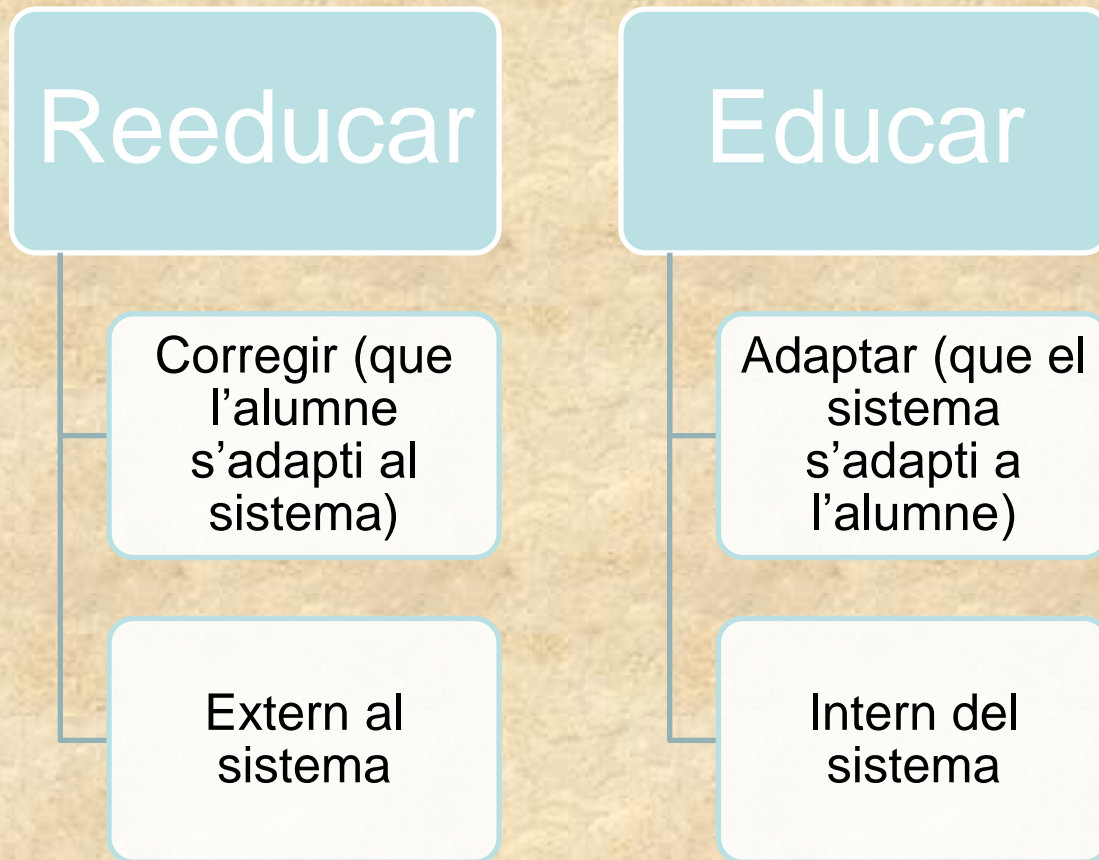 Reeducar
Corregir (que
l’alumne
s’adapti al
sistema)
Extern al
sistema
Educar
Adaptar (que el
sistema
s’adapti a
l’alumne)
Intern del
sistema